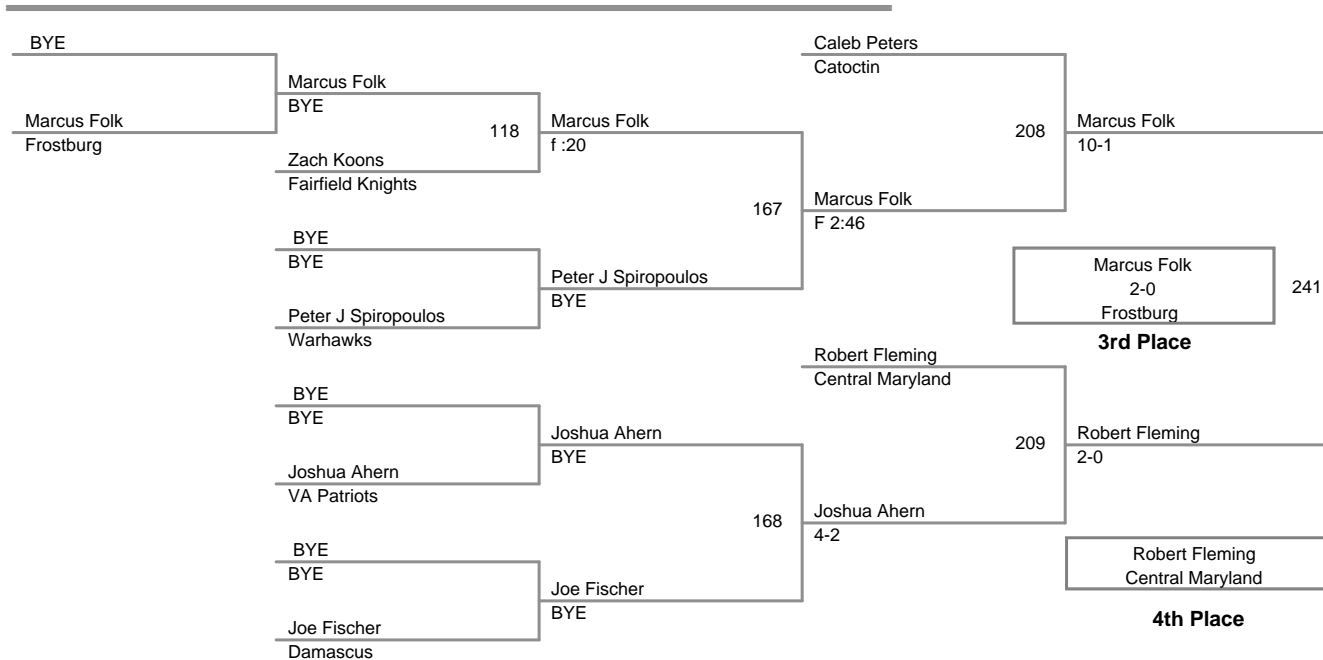 BYE
Marcus Folk
Frostburg
Marcus Folk
BYE
118
Zach Koons
Fairfield Knights
BYE
BYE
Peter J Spiropoulos
Warhawks
BYE
BYE
Joshua Ahern
VA Patriots
BYE
BYE
Joe Fischer
Damascus
Marcus Folk
f :20
167
Peter J Spiropoulos
BYE
Joshua Ahern
BYE
168
Joe Fischer
BYE
Caleb Peters
Catoctin
208
Marcus Folk
F 2:46
Robert Fleming
Central Maryland
209
Joshua Ahern
4-2
Marcus Folk
10-1
Marcus Folk
2-0
Frostburg
241
3rd Place
Robert Fleming
2-0
Robert Fleming
Central Maryland
4th Place